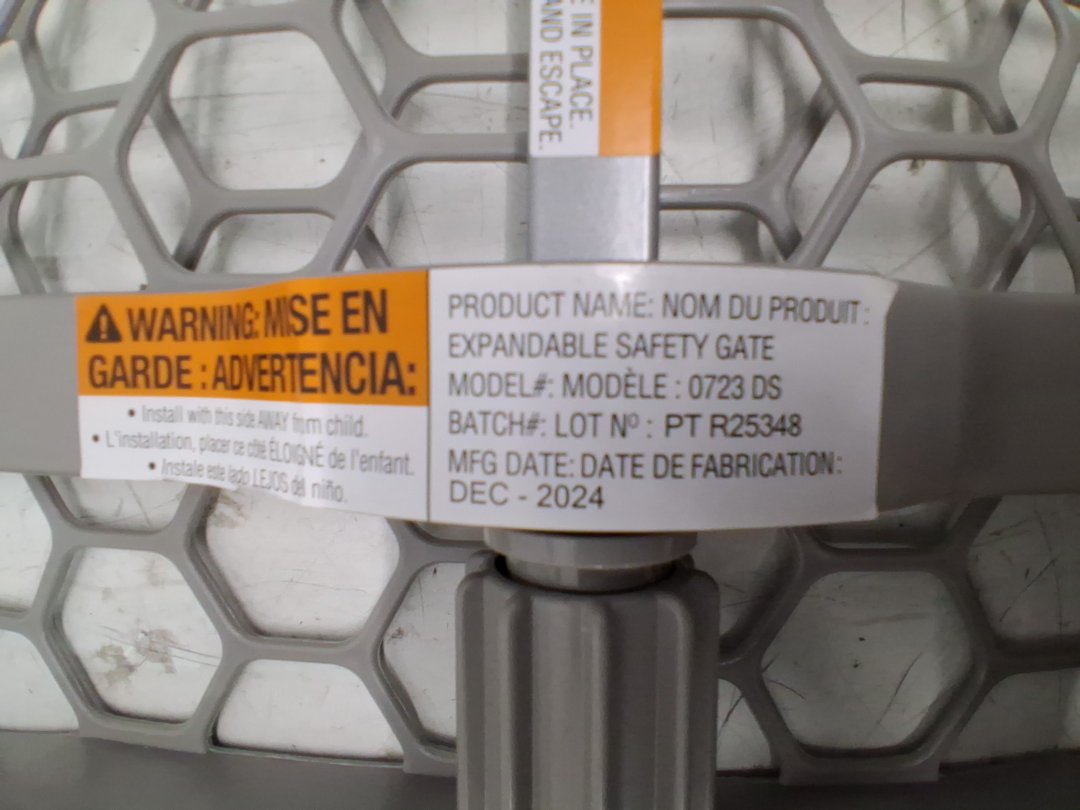 E IN PLACE.
AND ESCAPE.
WARNING: MISE EN
GARDE : ADVERTENCIA:
• Install with this side AWAY from child.
• L'installation, placer ce côté ÉLOIGNÉ de l'enfant.
• Instale este lado LEJOS del niño.
PRODUCT NAME: NOM DU PRODUIT :
EXPANDABLE SAFETY GATE
MODEL#: MODÈLE : 0723 DS
BATCH#: LOT Nº : PT R25348
MFG DATE: DATE DE FABRICATION:
DEC - 2024